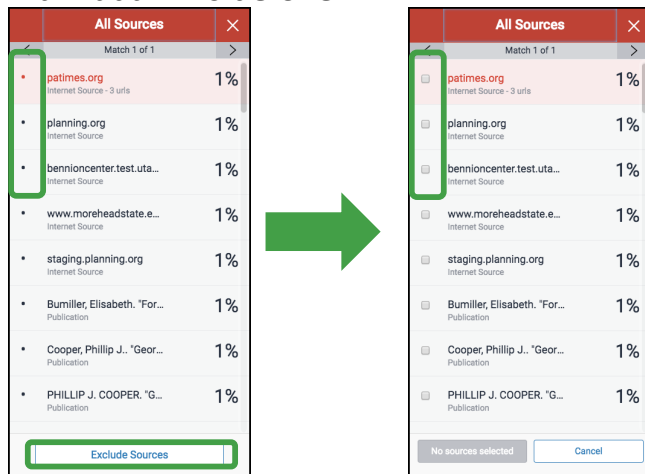 All Sources
Match 1 of 1
patimes.org
1%
Internet Source - 3 urls
planning.org
1%
Internet Source
bennioncenter.test.uta...
1%
Internet Source
www.moreheadstate.e...
1%
Internet Source
staging.planning.org
1%
Internet Source
Bumiller, Elisabeth. "For...
1%
Publication
Cooper, Phillip J.. "Geor...
1%
Publication
PHILLIP J. COOPER. "G...
1%
Publication
Exclude Sources
All Sources
Match 1 of 1
patimes.org
1%
Internet Source - 3 urls
planning.org
1%
Internet Source
bennioncenter.test.uta...
1%
Internet Source
www.moreheadstate.e...
1%
Internet Source
staging.planning.org
1%
Internet Source
Bumiller, Elisabeth. "For...
1%
Publication
Cooper, Phillip J.. "Geor...
1%
Publication
PHILLIP J. COOPER. "G...
1%
Publication
No sources selected
Cancel